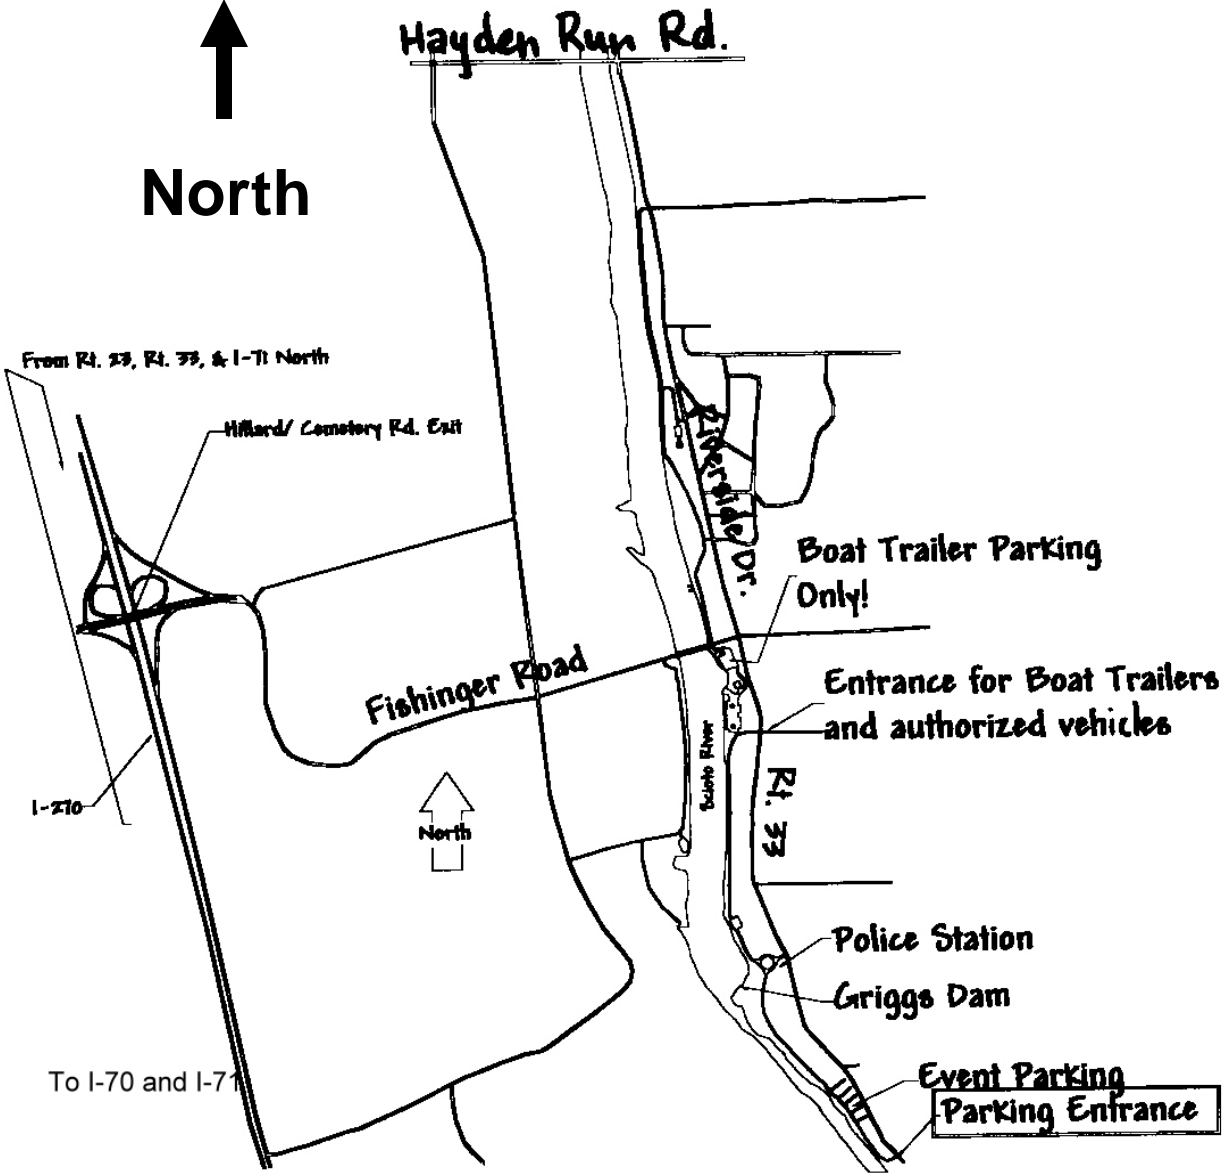 Hayden Run Rd.
North
From Rt. 23, Rt. 33, & I-71 North
Hilliard/ Cemetery Rd. Exit
Riverside Dr.
Boat Trailer Parking
Only!
Fishinger Road
Entrance for Boat Trailers
and authorized vehicles
Scioto River
Rt. 33
I-270
North
Police Station
Griggs Dam
To I-70 and I-71
Event Parking
Parking Entrance